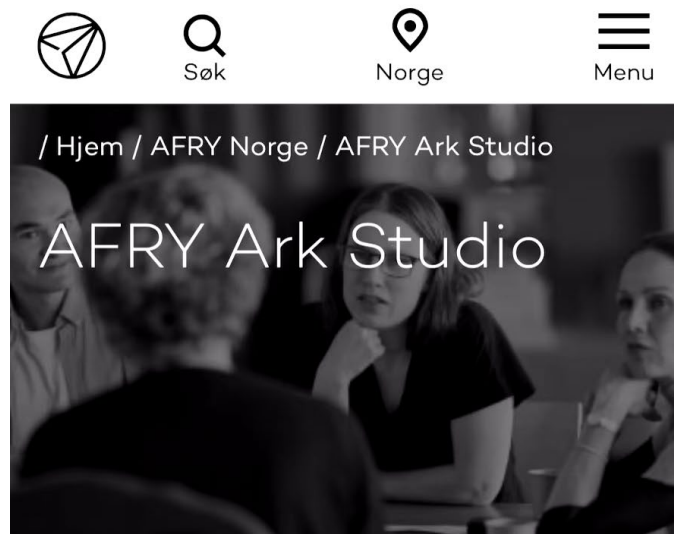 Søk
Norge
Menu
/ Hjem / AFRY Norge / AFRY Ark Studio
AFRY Ark Studio